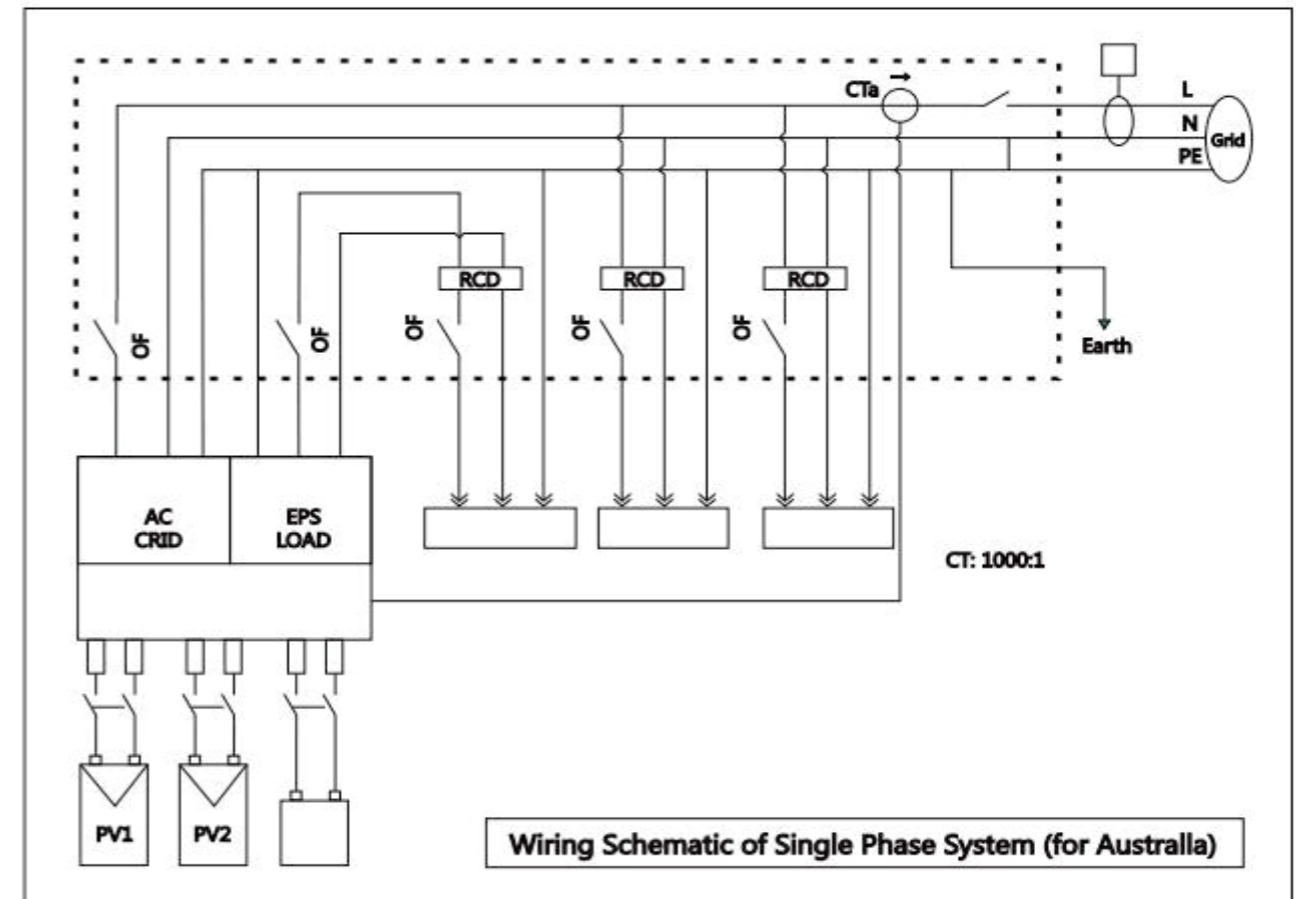 CTa
L
N
Grid
PE
RCD
RCD
RCD
OF
OF
OF
OF
OF
Earth
AC
CRID
EPS
LOAD
CT: 1000:1
PV1
PV2
Wiring Schematic of Single Phase System (for Australla)